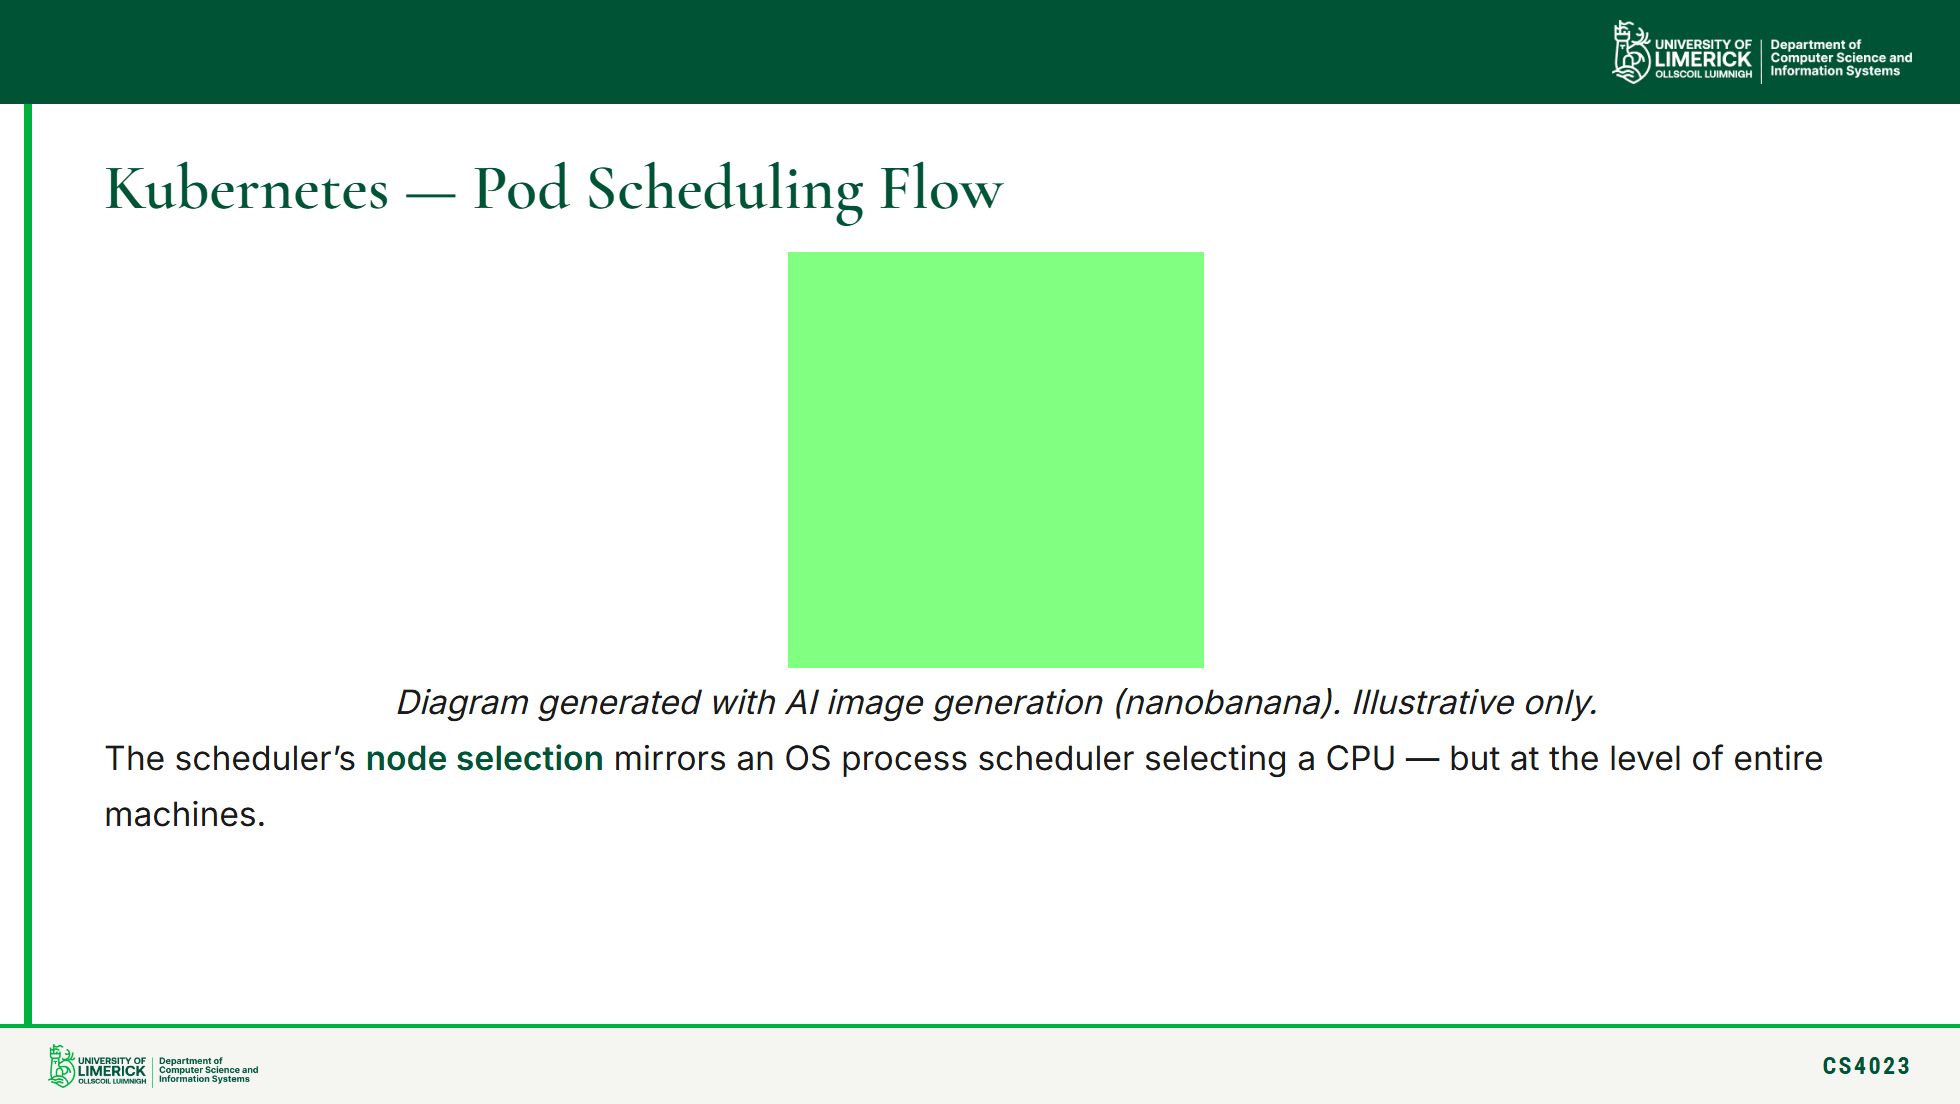 UNIVERSITY OF
LIMERICK
OLLSCOIL LUIMNIGH
Department of
Computer Science and
Information Systems
Kubernetes — Pod Scheduling Flow
Diagram generated with AI image generation (nanobanana). Illustrative only.
The scheduler’s node selection mirrors an OS process scheduler selecting a CPU — but at the level of entire
machines.
UNIVERSITY OF
LIMERICK
OLLSCOIL LUIMNIGH
Department of
Computer Science and
Information Systems
CS4023